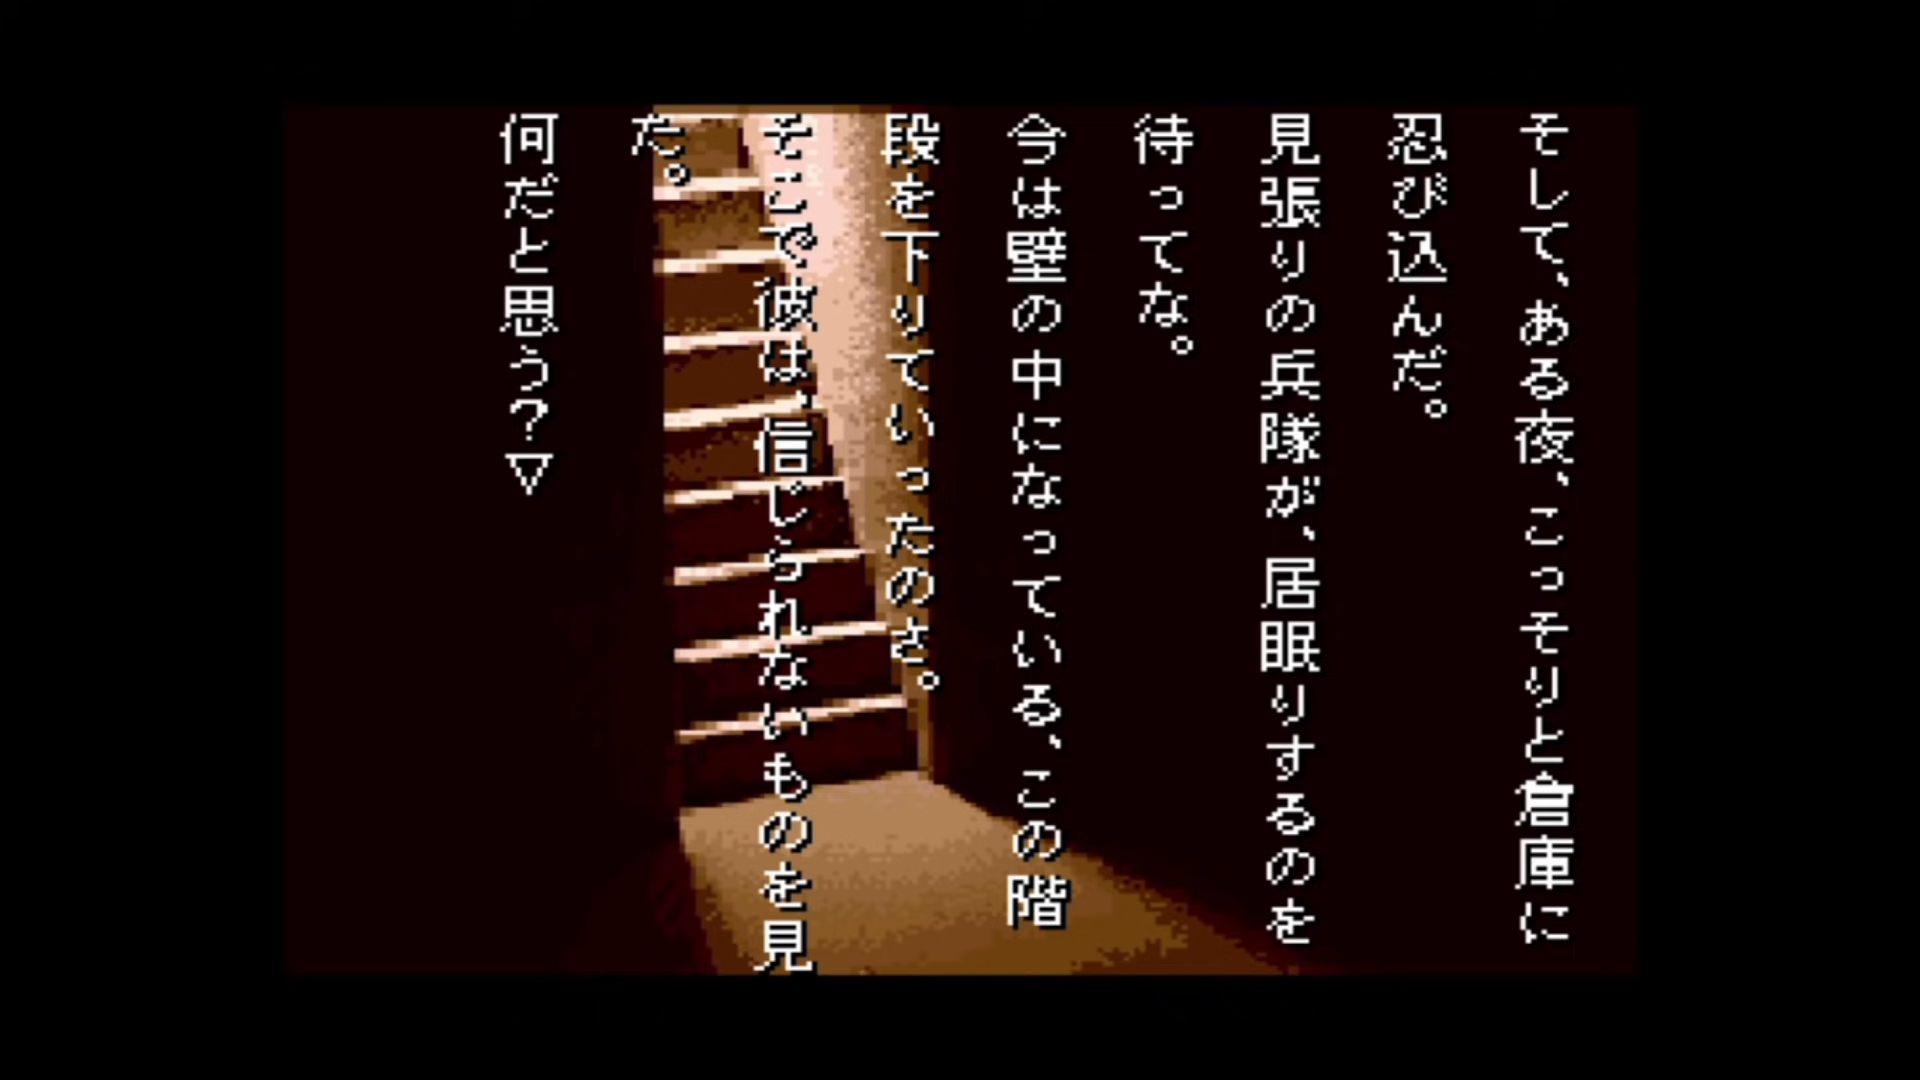 そして、ある夜、こっそりと倉庫に
忍び込んだ。
見張りの兵隊が、居眠りするのを
待ってな。
今は壁の中になっている、この階
段を下りていったのさ。
そこで彼は、信じられないものを見
た。
何だと思う？▽